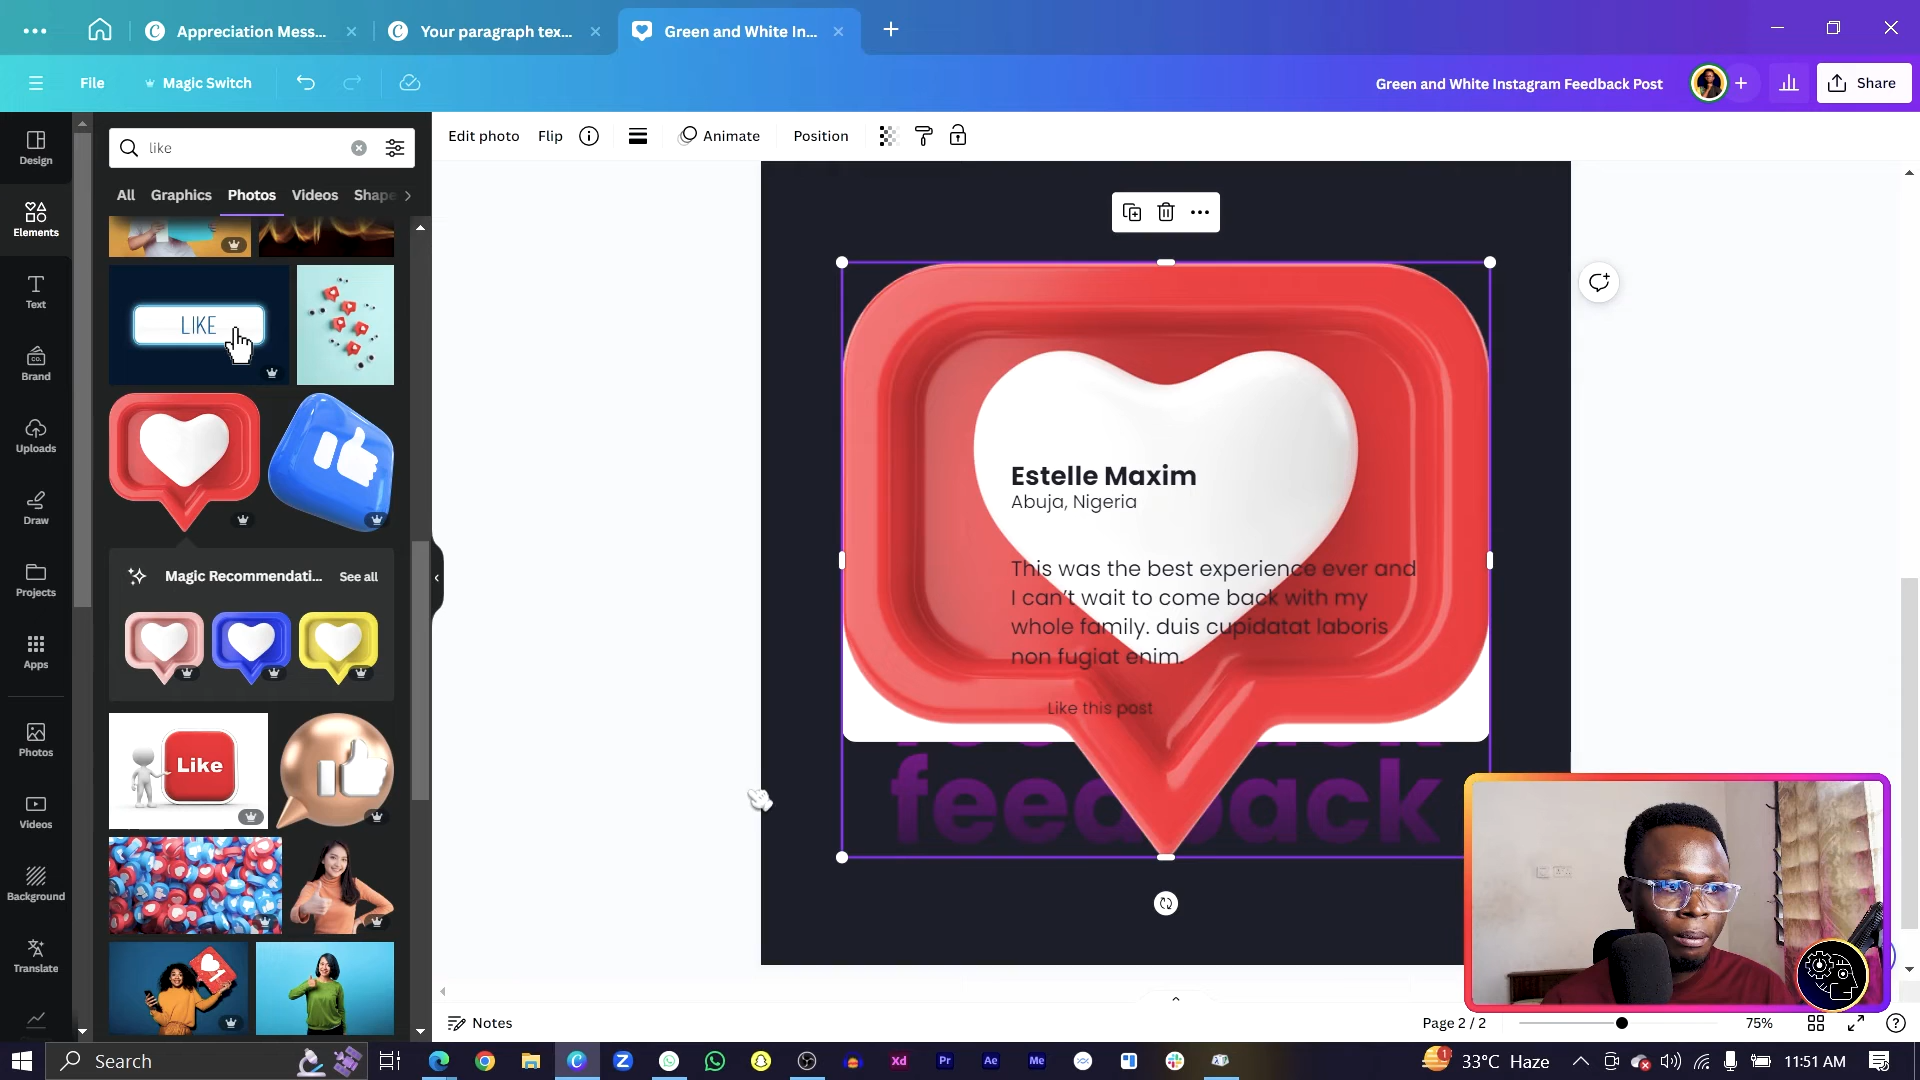 Appreciation Mess...
Your paragraph tex...
Green and White In...
File
Magic Switch
Green and White Instagram Feedback Post
Share
Design
Elements
Text
Brand
Uploads
Draw
Projects
Apps
Photos
Videos
Background
Translate
like
All
Graphics
Photos
Videos
Shape
LIKE
Magic Recommendati...
See all
Like
Edit photo
Flip
Animate
Position
Estelle Maxim
Abuja, Nigeria
This was the best experience ever and
I can't wait to come back with my
whole family. duis cupidatat laboris
non fugiat enim.
Like this post
feedback
Notes
Page 2 / 2
75%
Search
Xd
Pr
Ae
Me
1
33°C Haze
11:51 AM